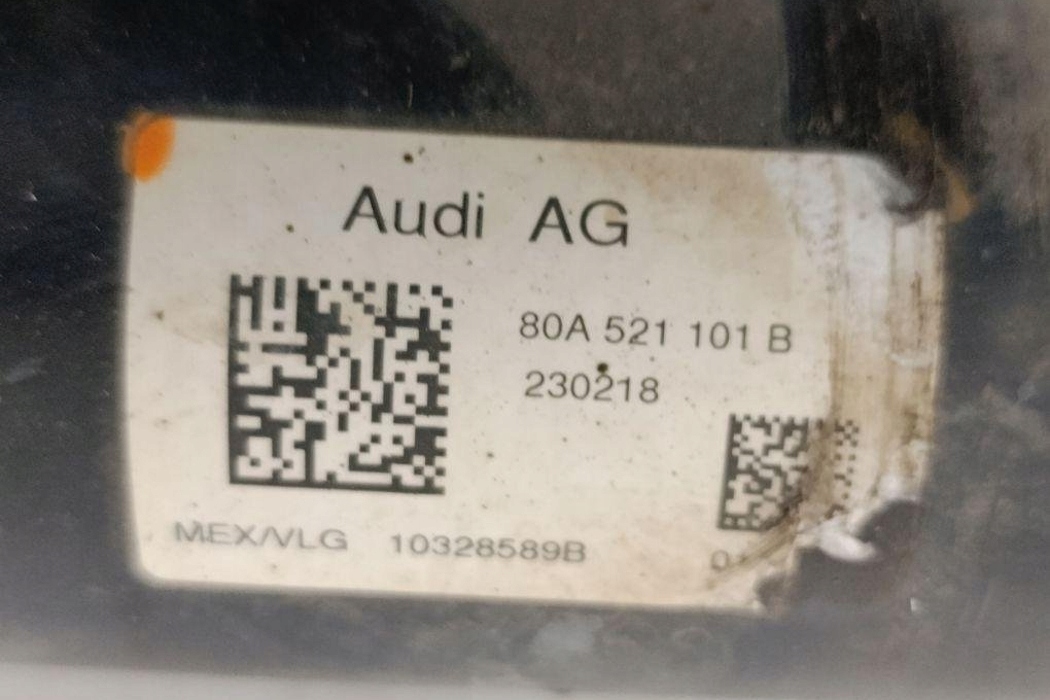 Audi AG
80A 521 101 B
230218
MEX/VLG 10328589B